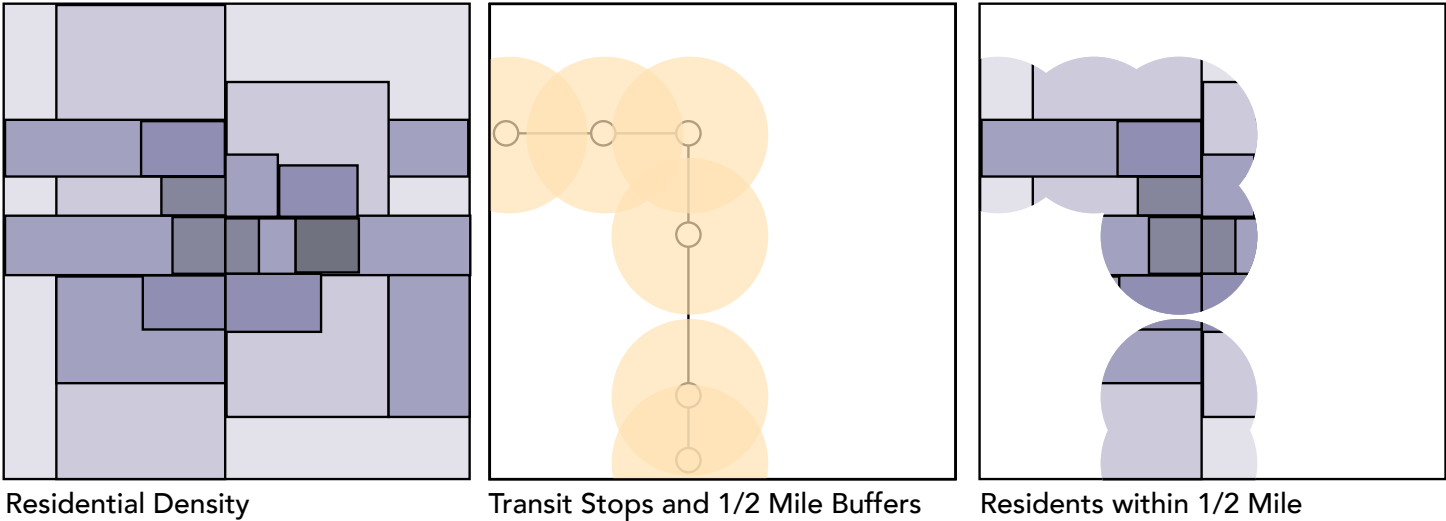 Residential Density
Transit Stops and 1/2 Mile Buffers
Residents within 1/2 Mile